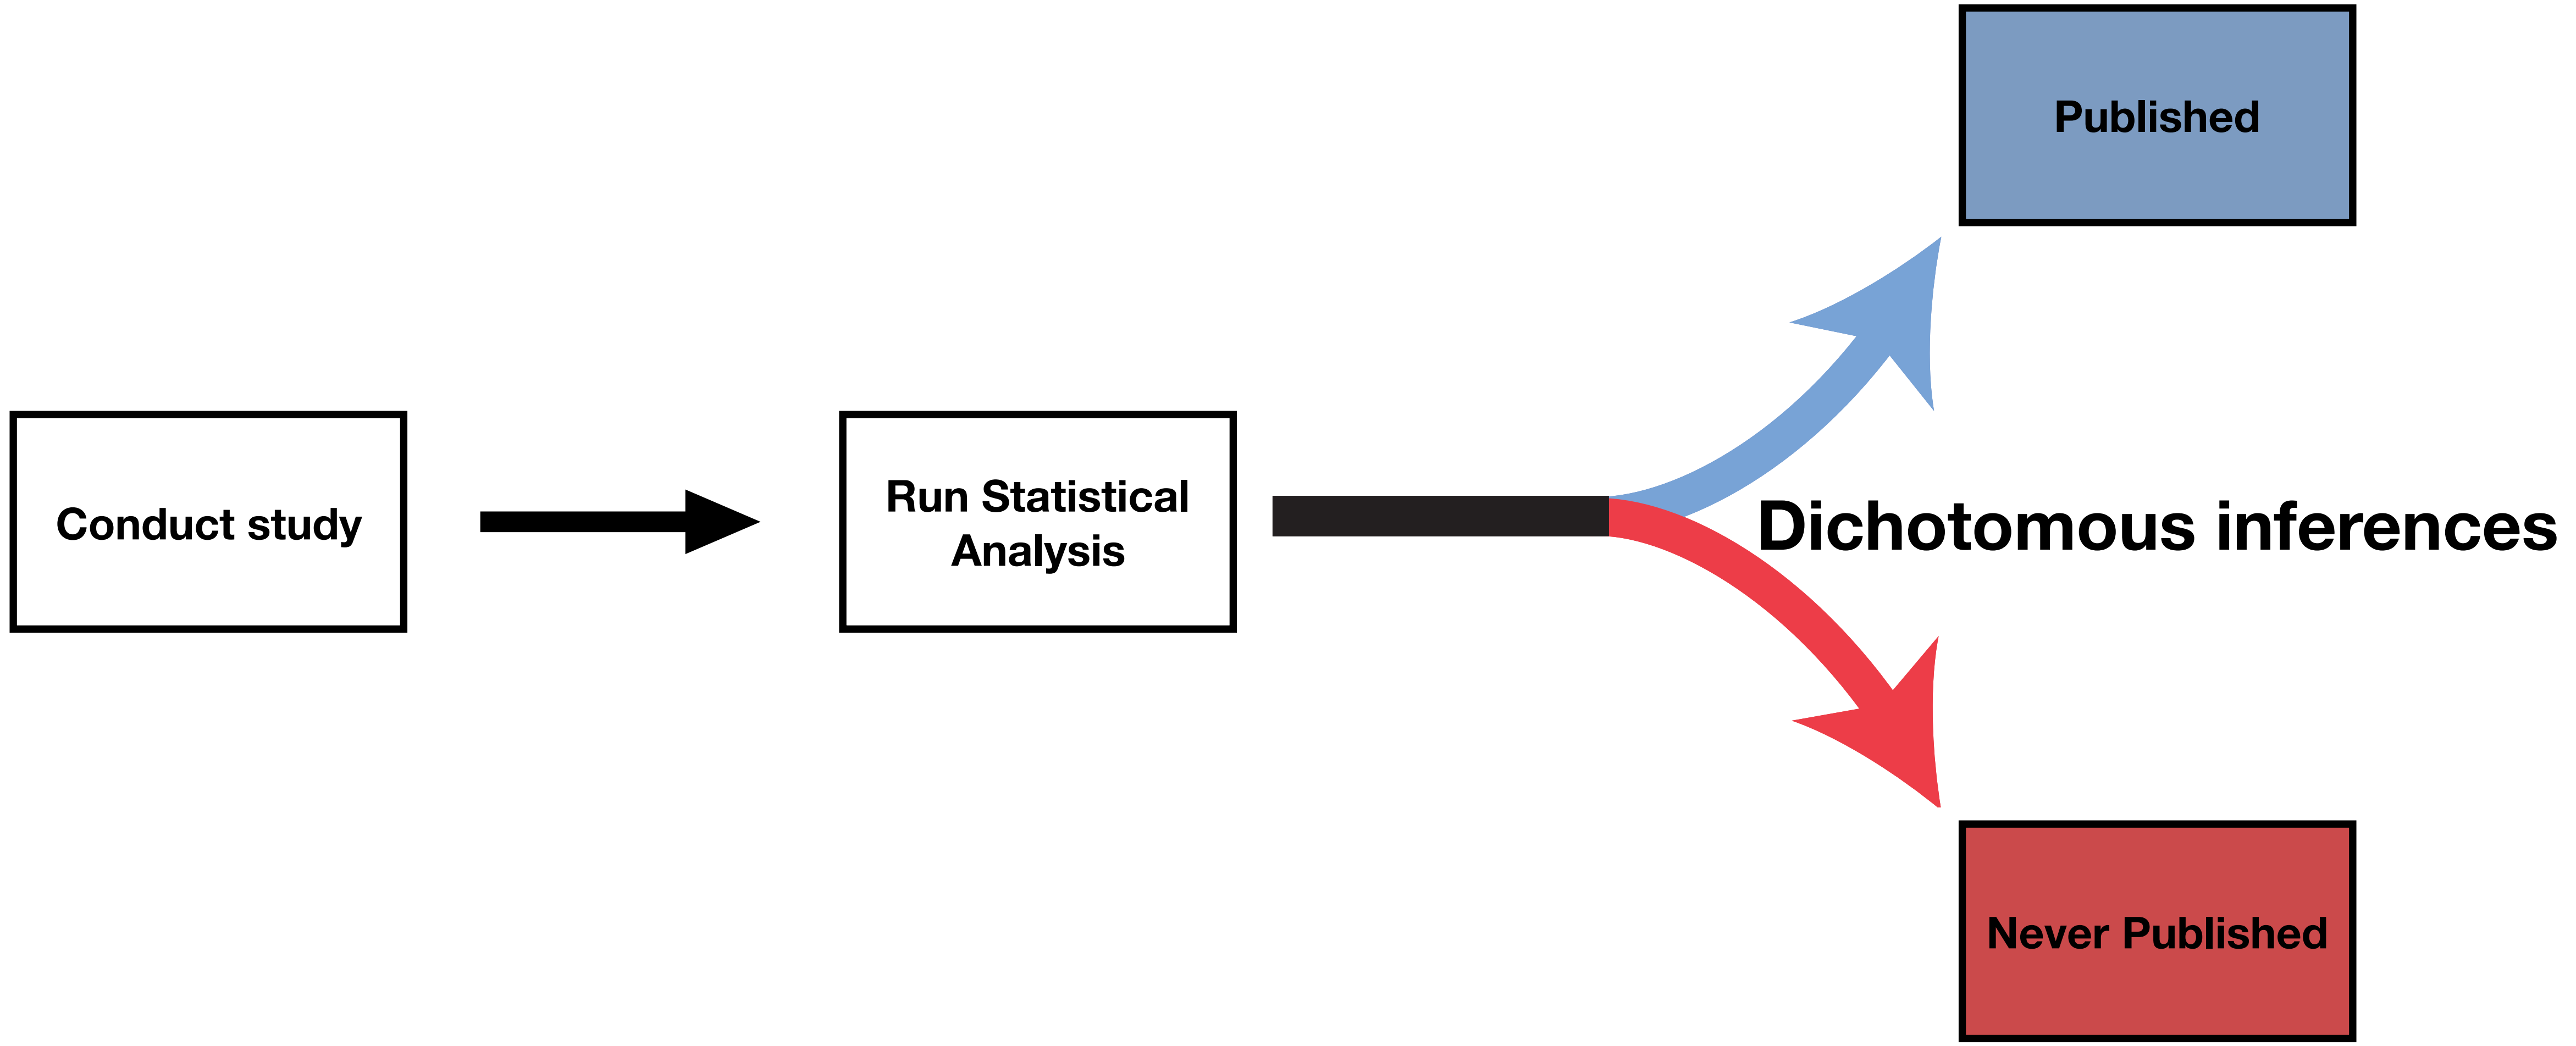 Published
Conduct study
Run Statistical
Analysis
Dichotomous inferences
Never Published